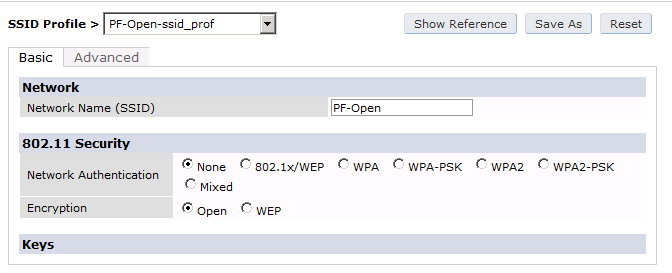 SSID Profile > PF-Open-ssid_prof Show Reference Save As Reset
Basic Advanced
Network
Network Name (SSID) PF-Open
802.11 Security
Network Authentication None 802.1x/WEP WPA WPA-PSK WPA2 WPA2-PSK
Mixed
Encryption Open WEP
Keys